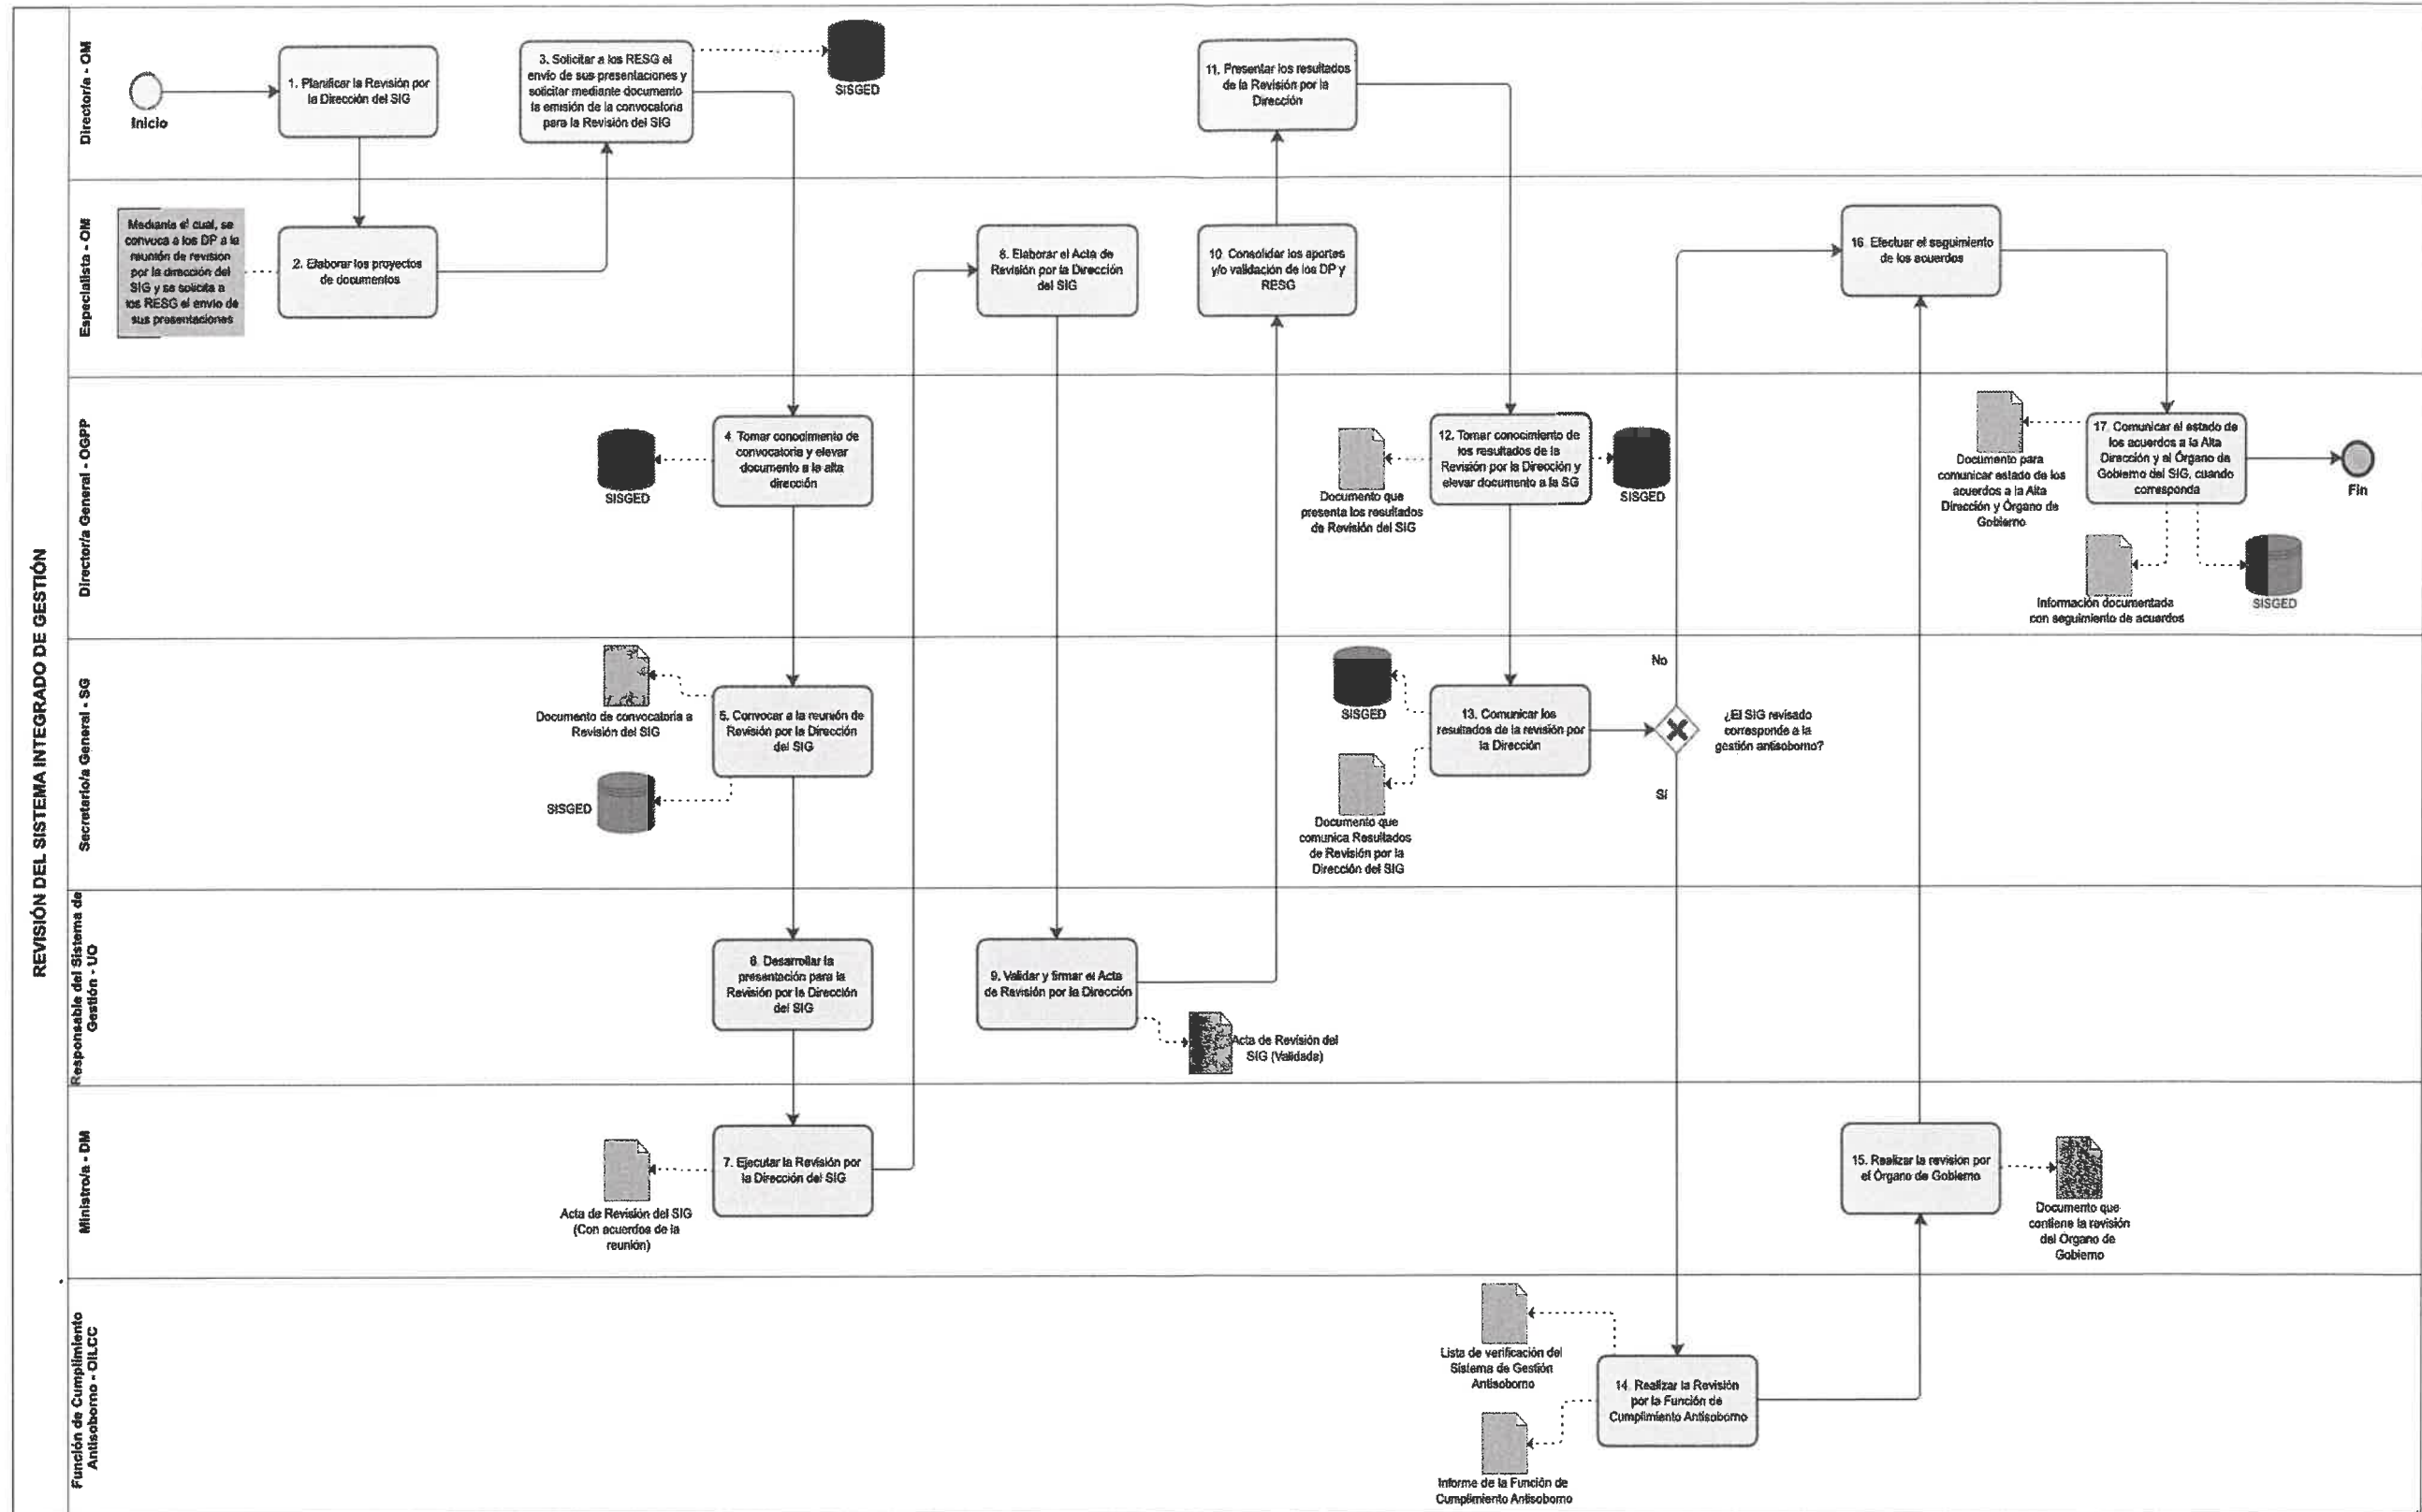 REVISIÓN DEL SISTEMA INTEGRADO DE GESTIÓN
Director/a - OM
Inicio
1. Planificar la Revisión por
la Dirección del SIG
3. Solicitar a los RESG el
envío de sus presentaciones y
solicitar mediante documento
la emisión de la convocatoria
para la Revisión del SIG
SISGED
11. Presentar los resultados
de la Revisión por la
Dirección
Especialista - OM
Mediante el cual, se
convoca a los DP a la
reunión de revisión
por la dirección del
SIG y se solicita a
los RESG el envío de
sus presentaciones
2. Elaborar los proyectos
de documentos
8. Elaborar el Acta de
Revisión por la Dirección
del SIG
10. Consolidar los aportes
y/o validación de los DP y
RESG
16. Efectuar el seguimiento
de los acuerdos
Director/a General - OGPP
SISGED
4. Tomar conocimiento de
convocatoria y elevar
documento a la alta
dirección
Documento que
presenta los resultados
de Revisión del SIG
12. Tomar conocimiento de
los resultados de la
Revisión por la Dirección y
elevar documento a la SG
SISGED
Documento para
comunicar estado de los
acuerdos a la Alta
Dirección y Órgano de
Gobierno
17. Comunicar el estado de
los acuerdos a la Alta
Dirección y al Órgano de
Gobierno del SIG, cuando
corresponda
Fin
Información documentada
con seguimiento de acuerdos
SISGED
Secretario/a General - SG
Documento de convocatoria a
Revisión del SIG
SISGED
5. Convocar a la reunión de
Revisión por la Dirección
del SIG
SISGED
Documento que
comunica Resultados
de Revisión por la
Dirección del SIG
13. Comunicar los
resultados de la revisión por
la Dirección
No
¿El SIG revisado
corresponde a la
gestión antisoborno?
Sí
Responsable del Sistema de
Gestión - UO
6. Desarrollar la
presentación para la
Revisión por la Dirección
del SIG
9. Validar y firmar el Acta
de Revisión por la Dirección
Acta de Revisión del
SIG (Validada)
Ministro/a - DM
Acta de Revisión del SIG
(Con acuerdos de la
reunión)
7. Ejecutar la Revisión por
la Dirección del SIG
15. Realizar la revisión por
el Órgano de Gobierno
Documento que
contiene la revisión
del Órgano de
Gobierno
Función de Cumplimiento
Antisoborno - OILCC
Lista de verificación del
Sistema de Gestión
Antisoborno
Informe de la Función de
Cumplimiento Antisoborno
14. Realizar la Revisión
por la Función de
Cumplimiento Antisoborno